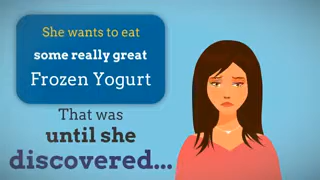 She wants to eat
some really great
Frozen Yogurt
That was
until she
discovered...